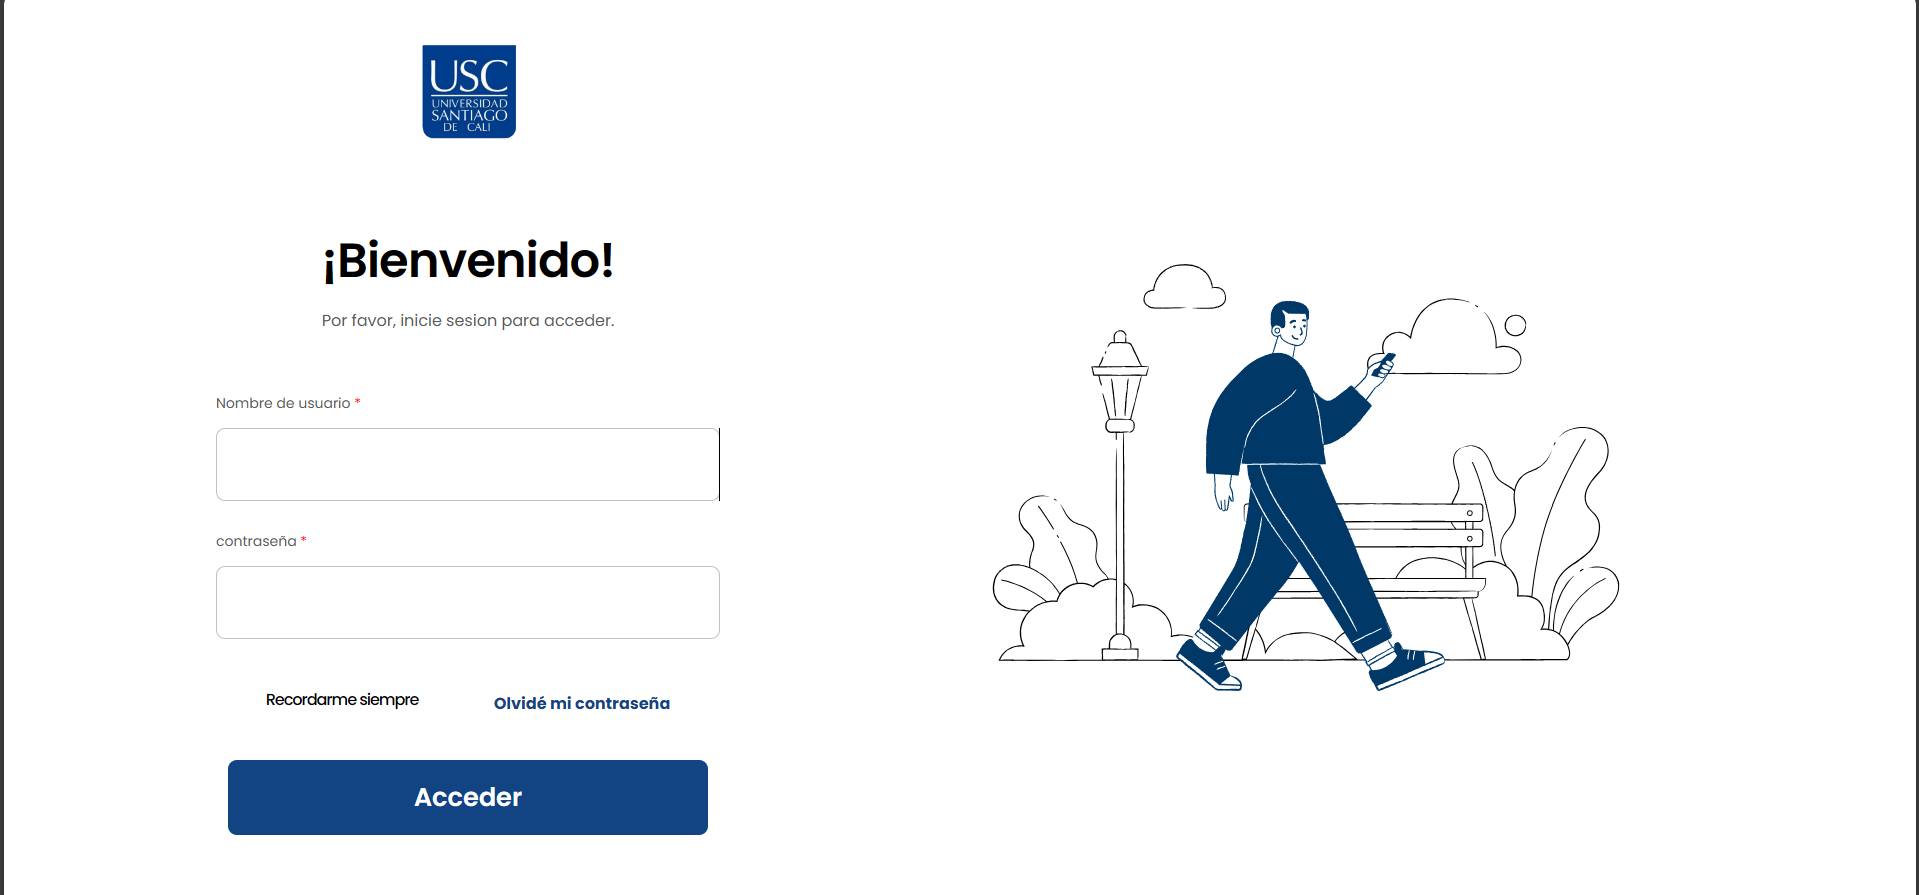 USC
UNIVERSIDAD
SANTIAGO
DE CALI
¡Bienvenido!
Por favor, inicie sesion para acceder.
Nombre de usuario *
contraseña *
Recordarme siempre
Olvidé mi contraseña
Acceder